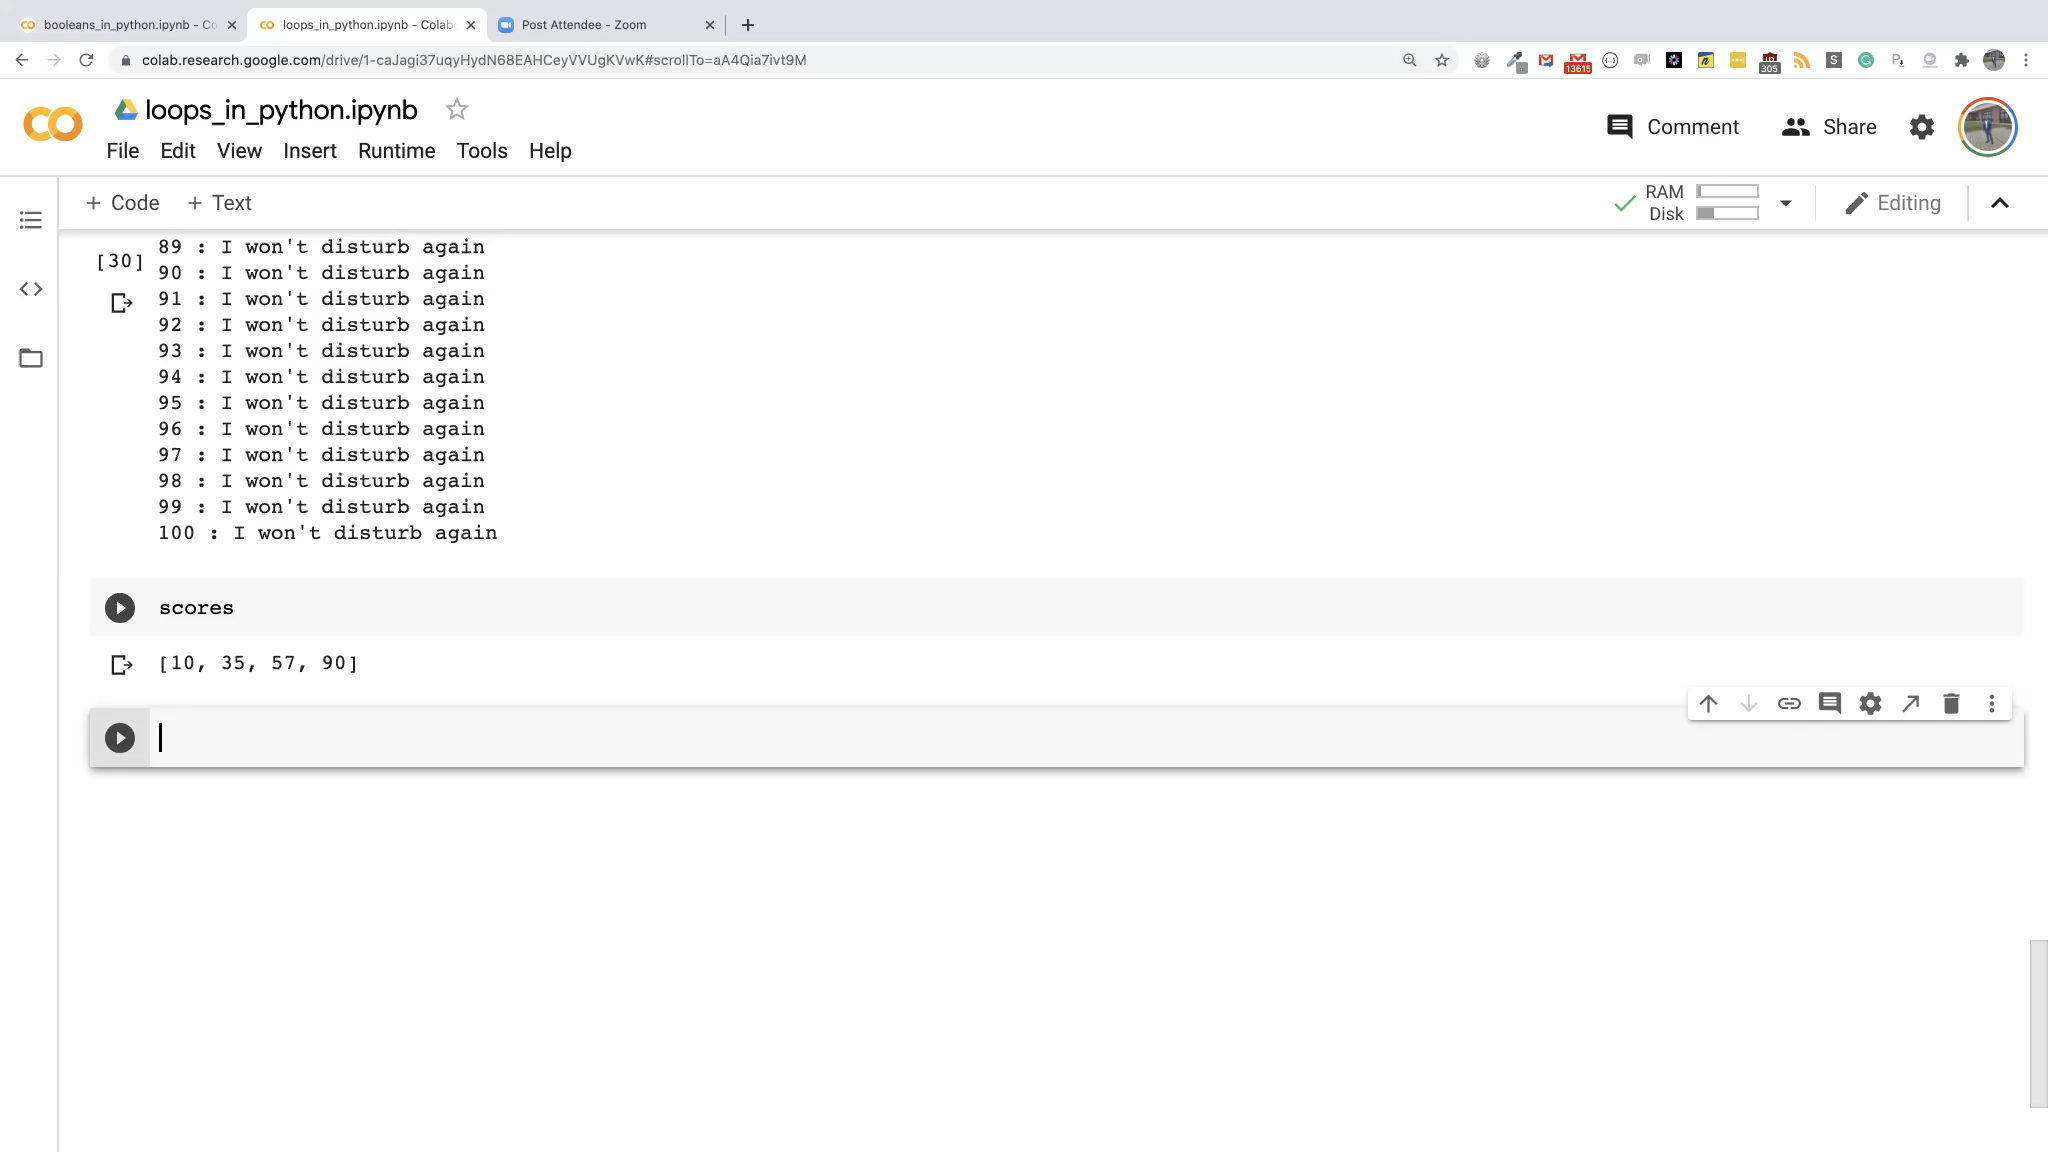 booleans_in_python.ipynb - Co
loops_in_python.ipynb - Colab
Post Attendee - Zoom
colab.research.google.com/drive/1-caJagi37uqyHydN68EAHCeyVVUgKVwK#scrollTo=aA4Qia7ivt9M
13615
305
loops_in_python.ipynb
File Edit View Insert Runtime Tools Help
Comment
Share
+ Code + Text
RAM
Disk
Editing
[30]
89 : I won't disturb again
90 : I won't disturb again
91 : I won't disturb again
92 : I won't disturb again
93 : I won't disturb again
94 : I won't disturb again
95 : I won't disturb again
96 : I won't disturb again
97 : I won't disturb again
98 : I won't disturb again
99 : I won't disturb again
100 : I won't disturb again
scores
[10, 35, 57, 90]